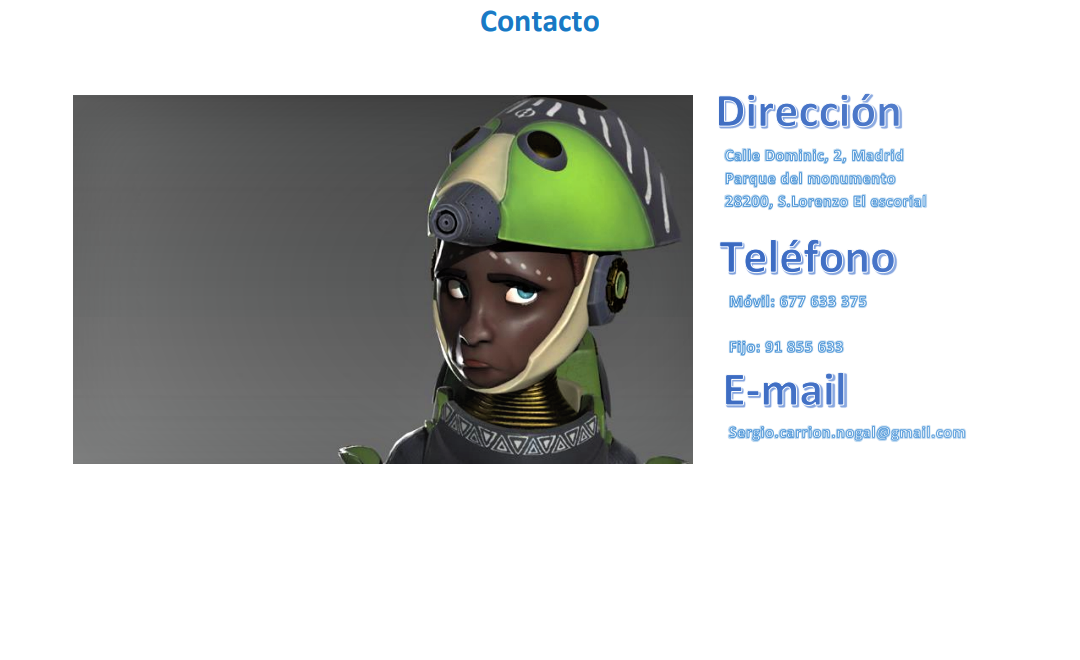 Contacto
Dirección
Calle Dominic, 2, Madrid
Parque del monumento
28200, S.Lorenzo El escorial
Teléfono
Móvil: 677 633 375
Fijo: 91 855 633
E-mail
Sergio.carrion.nogal@gmail.com